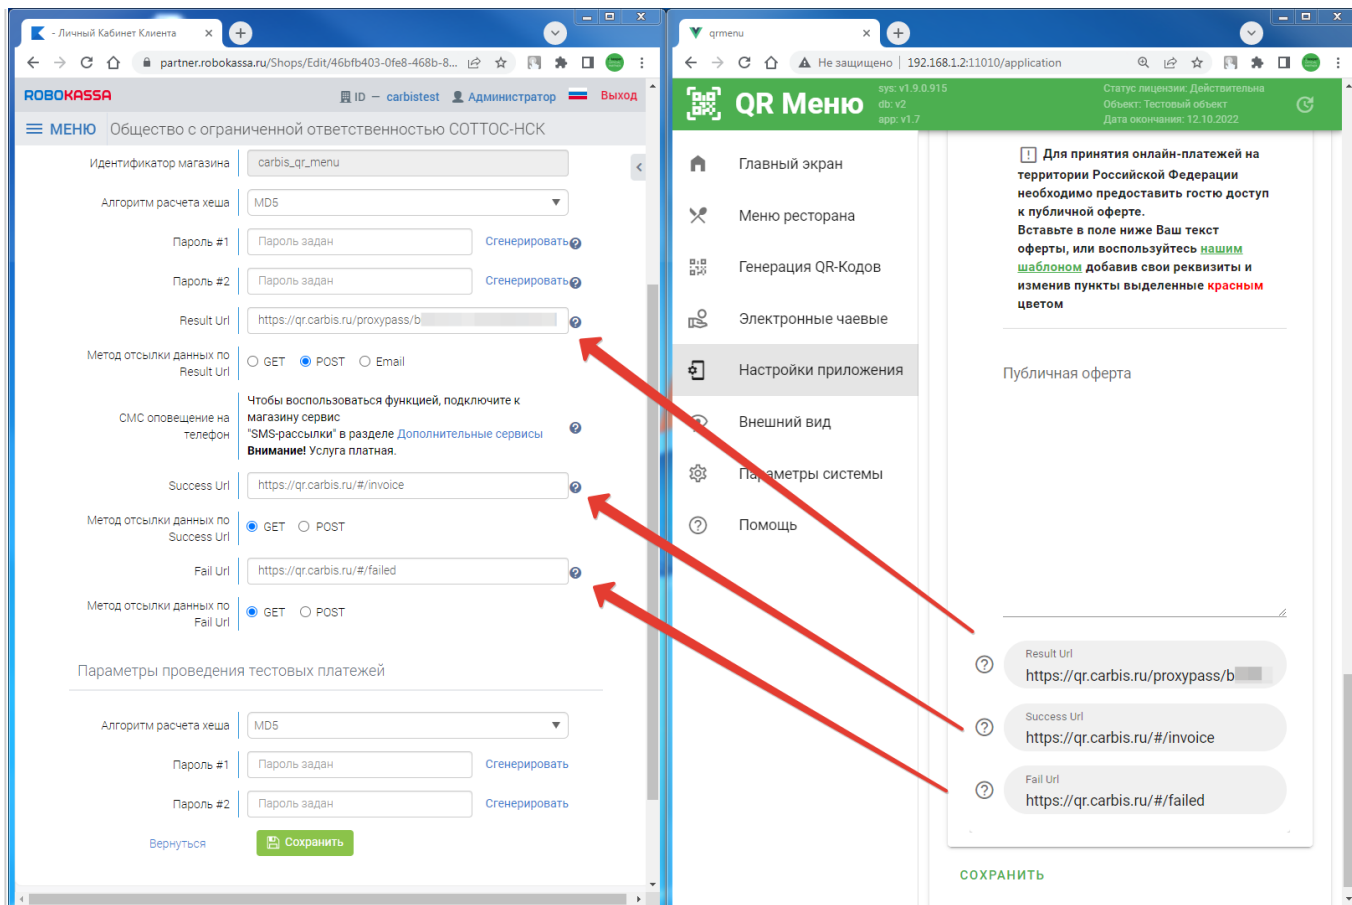 - Личный Кабинет Клиента
partner.robokassa.ru/Shops/Edit/46bfb403-0fe8-468b-8...
ROBOKASSA
ID — carbistest Администратор Выход
МЕНЮ Общество с ограниченной ответственностью СОТТОС-НСК
Идентификатор магазина carbis_qr_menu
Алгоритм расчета хеша MD5
Пароль #1 Пароль задан Сгенерировать
Пароль #2 Пароль задан Сгенерировать
Result Url https://qr.carbis.ru/proxypass/b
Метод отсылки данных по
Result Url
GET POST Email
СМС оповещение на
телефон
Чтобы воспользоваться функцией, подключите к
магазину сервис
"SMS-рассылки" в разделе Дополнительные сервисы
Внимание! Услуга платная.
Success Url https://qr.carbis.ru/#/invoice
Метод отсылки данных по
Success Url
GET POST
Fail Url https://qr.carbis.ru/#/failed
Метод отсылки данных по
Fail Url
GET POST
Параметры проведения тестовых платежей
Алгоритм расчета хеша MD5
Пароль #1 Пароль задан Сгенерировать
Пароль #2 Пароль задан Сгенерировать
Вернуться Сохранить
qrmenu
Не защищено 192.168.1.2:11010/application
QR Меню
sys: v1.9.0.915
db: v2
app: v1.7
Статус лицензии: Действительна
Объект: Тестовый объект
Дата окончания: 12.10.2022
Главный экран
Меню ресторана
Генерация QR-Кодов
Электронные чаевые
Настройки приложения
Внешний вид
Параметры системы
Помощь
Для принятия онлайн-платежей на
территории Российской Федерации
необходимо предоставить гостю доступ
к публичной оферте.
Вставьте в поле ниже Ваш текст
оферты, или воспользуйтесь нашим
шаблоном добавив свои реквизиты и
изменив пункты выделенные красным
цветом
Публичная оферта
Result Url
https://qr.carbis.ru/proxypass/b
Success Url
https://qr.carbis.ru/#/invoice
Fail Url
https://qr.carbis.ru/#/failed
СОХРАНИТЬ